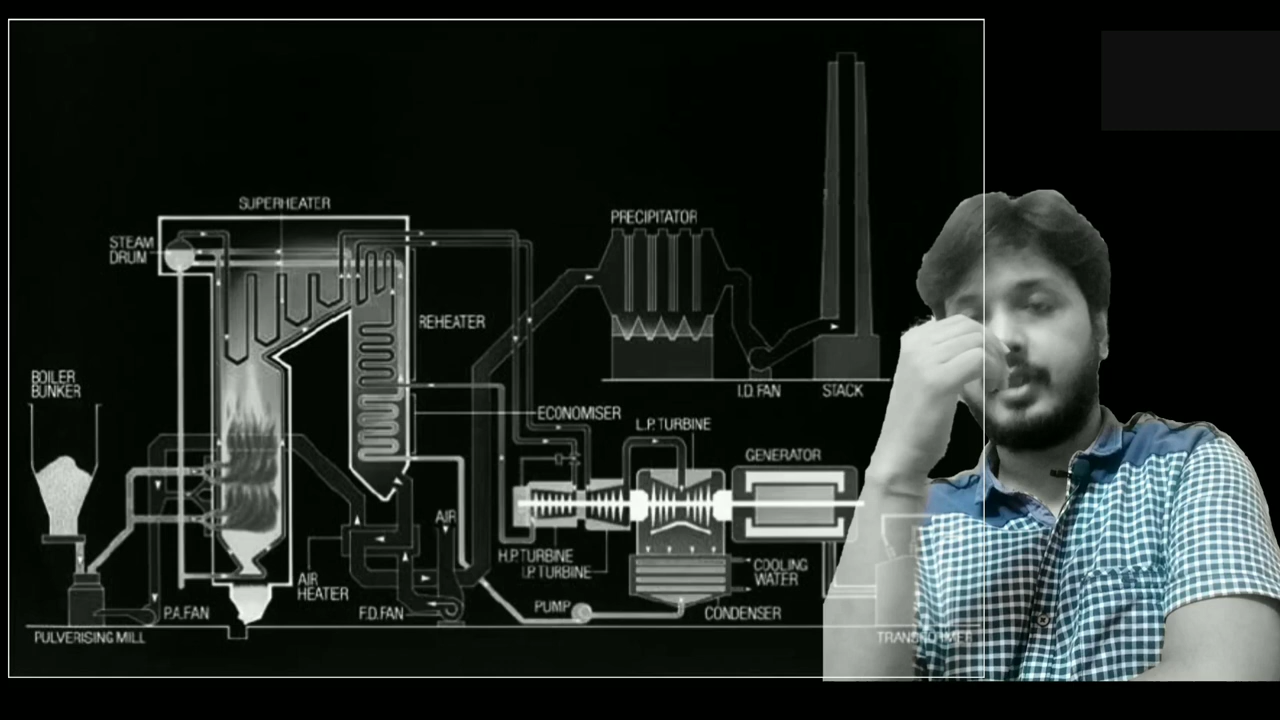 SUPERHEATER
PRECIPITATOR
STEAM
DRUM
REHEATER
BOILER
BUNKER
I.D. FAN
STACK
ECONOMISER
L.P. TURBINE
GENERATOR
AIR
H.P. TURBINE
I.P. TURBINE
COOLING
WATER
AIR
HEATER
P.A. FAN
F.D. FAN
PUMP
CONDENSER
PULVERISING MILL
TRANSFORMER